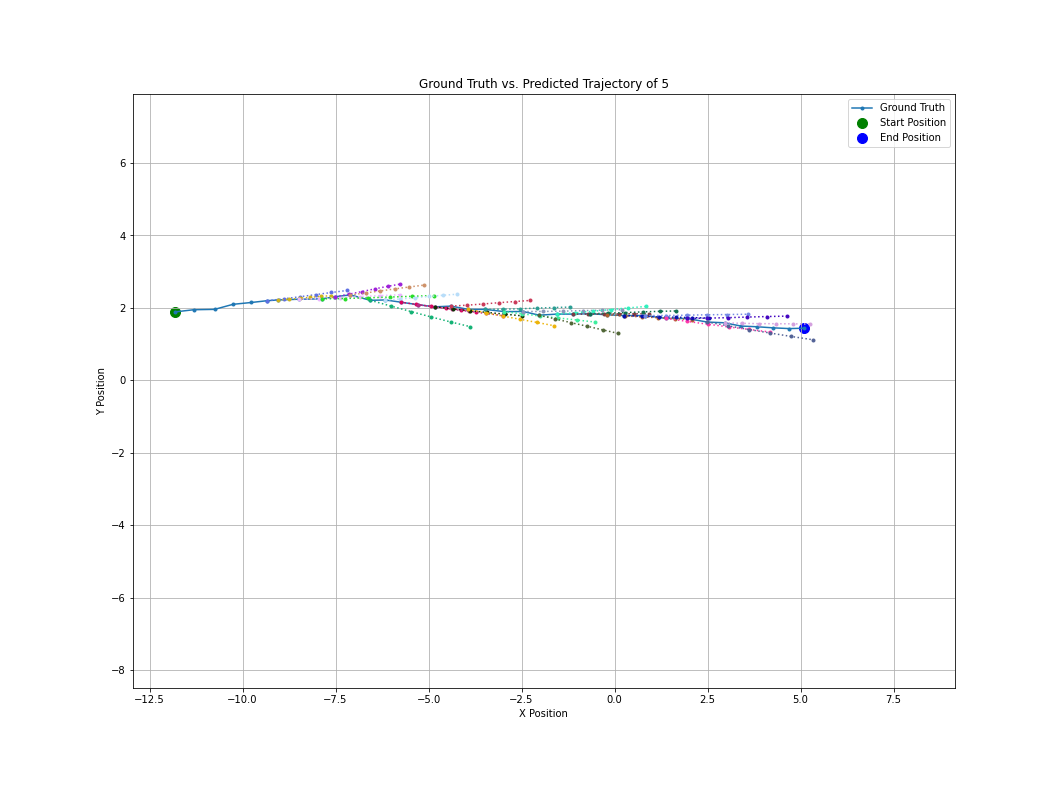 Ground Truth vs. Predicted Trajectory of 5
Ground Truth
Start Position
End Position
6
4
2
0
−2
−4
−6
−8
Y Position
−12.5 −10.0 −7.5 −5.0 −2.5 0.0 2.5 5.0 7.5
X Position